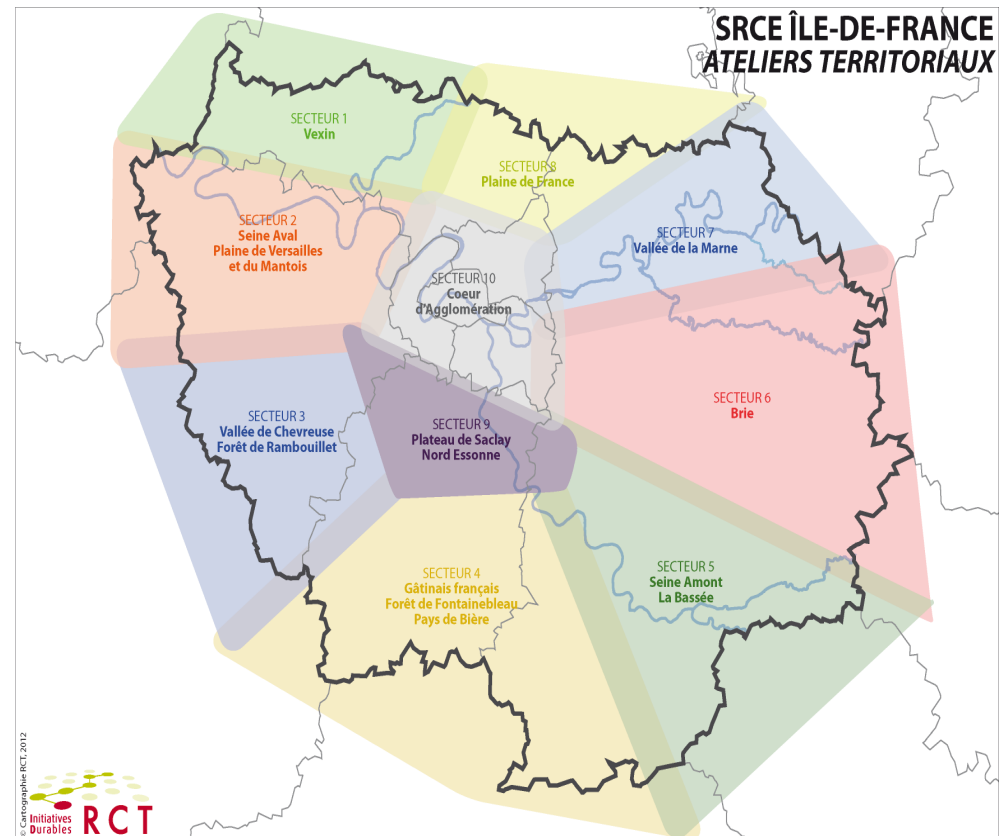 SRCE ÎLE-DE-FRANCE
ATELIERS TERRITORIAUX
SECTEUR 1
Vexin
SECTEUR 8
Plaine de France
SECTEUR 2
Seine Aval
Plaine de Versailles
et du Mantois
SECTEUR 7
Vallée de la Marne
SECTEUR 10
Coeur
d'Agglomération
SECTEUR 6
Brie
SECTEUR 3
Vallée de Chevreuse
Forêt de Rambouillet
SECTEUR 9
Plateau de Saclay
Nord Essonne
SECTEUR 4
Gâtinais français
Forêt de Fontainebleau
Pays de Bière
SECTEUR 5
Seine Amont
La Bassée
© Cartographie RCT, 2012
Initiatives
Durables
RCT